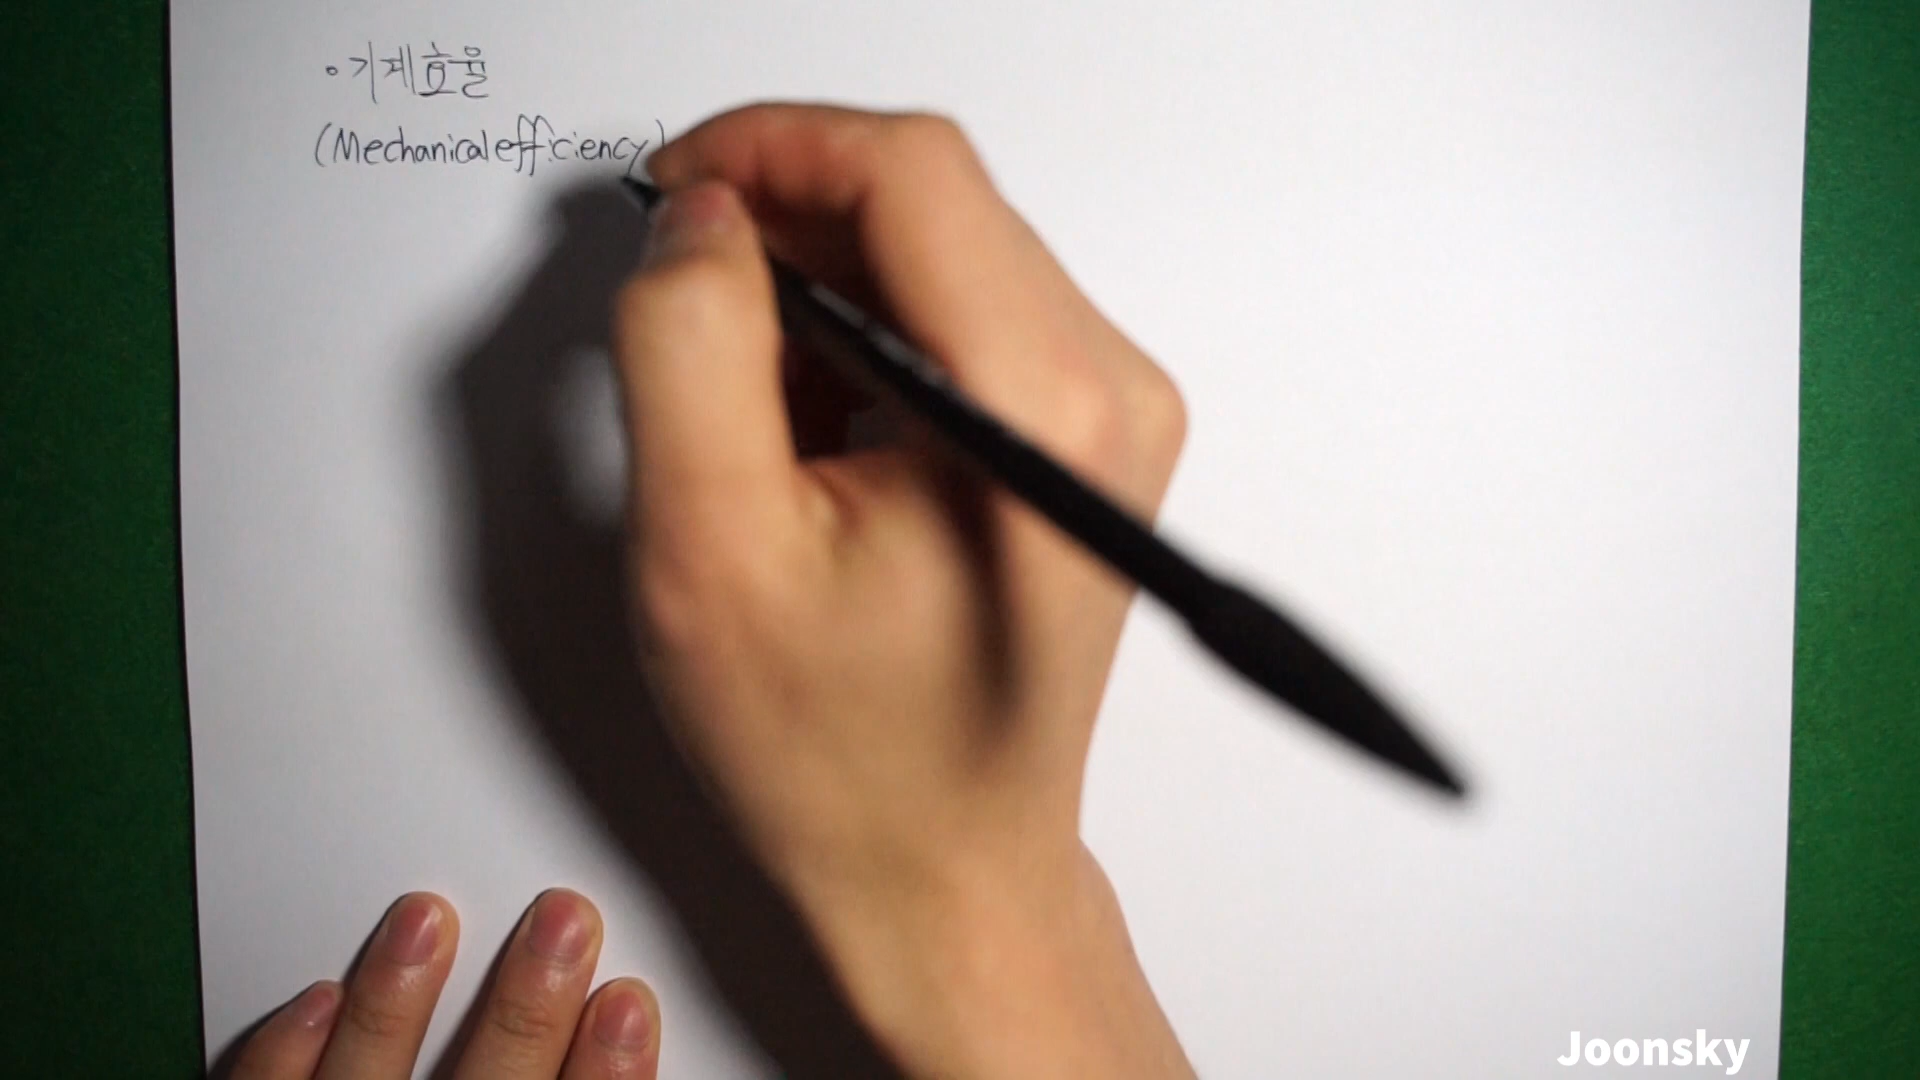 ◦기계효율
(Mechanical efficiency)
Joonsky